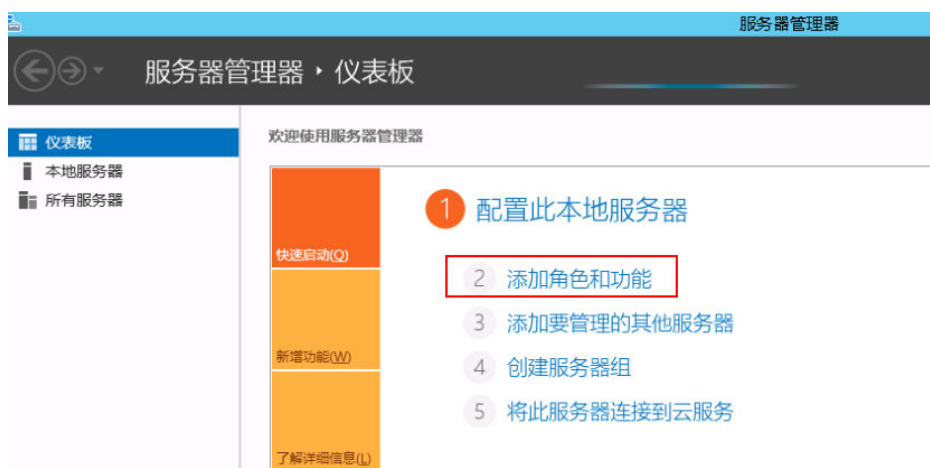 服务器管理器
服务器管理器 ‣ 仪表板
仪表板
本地服务器
所有服务器
欢迎使用服务器管理器
快速启动(Q)
新增功能(W)
了解详细信息(L)
1 配置此本地服务器
2 添加角色和功能
3 添加要管理的其他服务器
4 创建服务器组
5 将此服务器连接到云服务